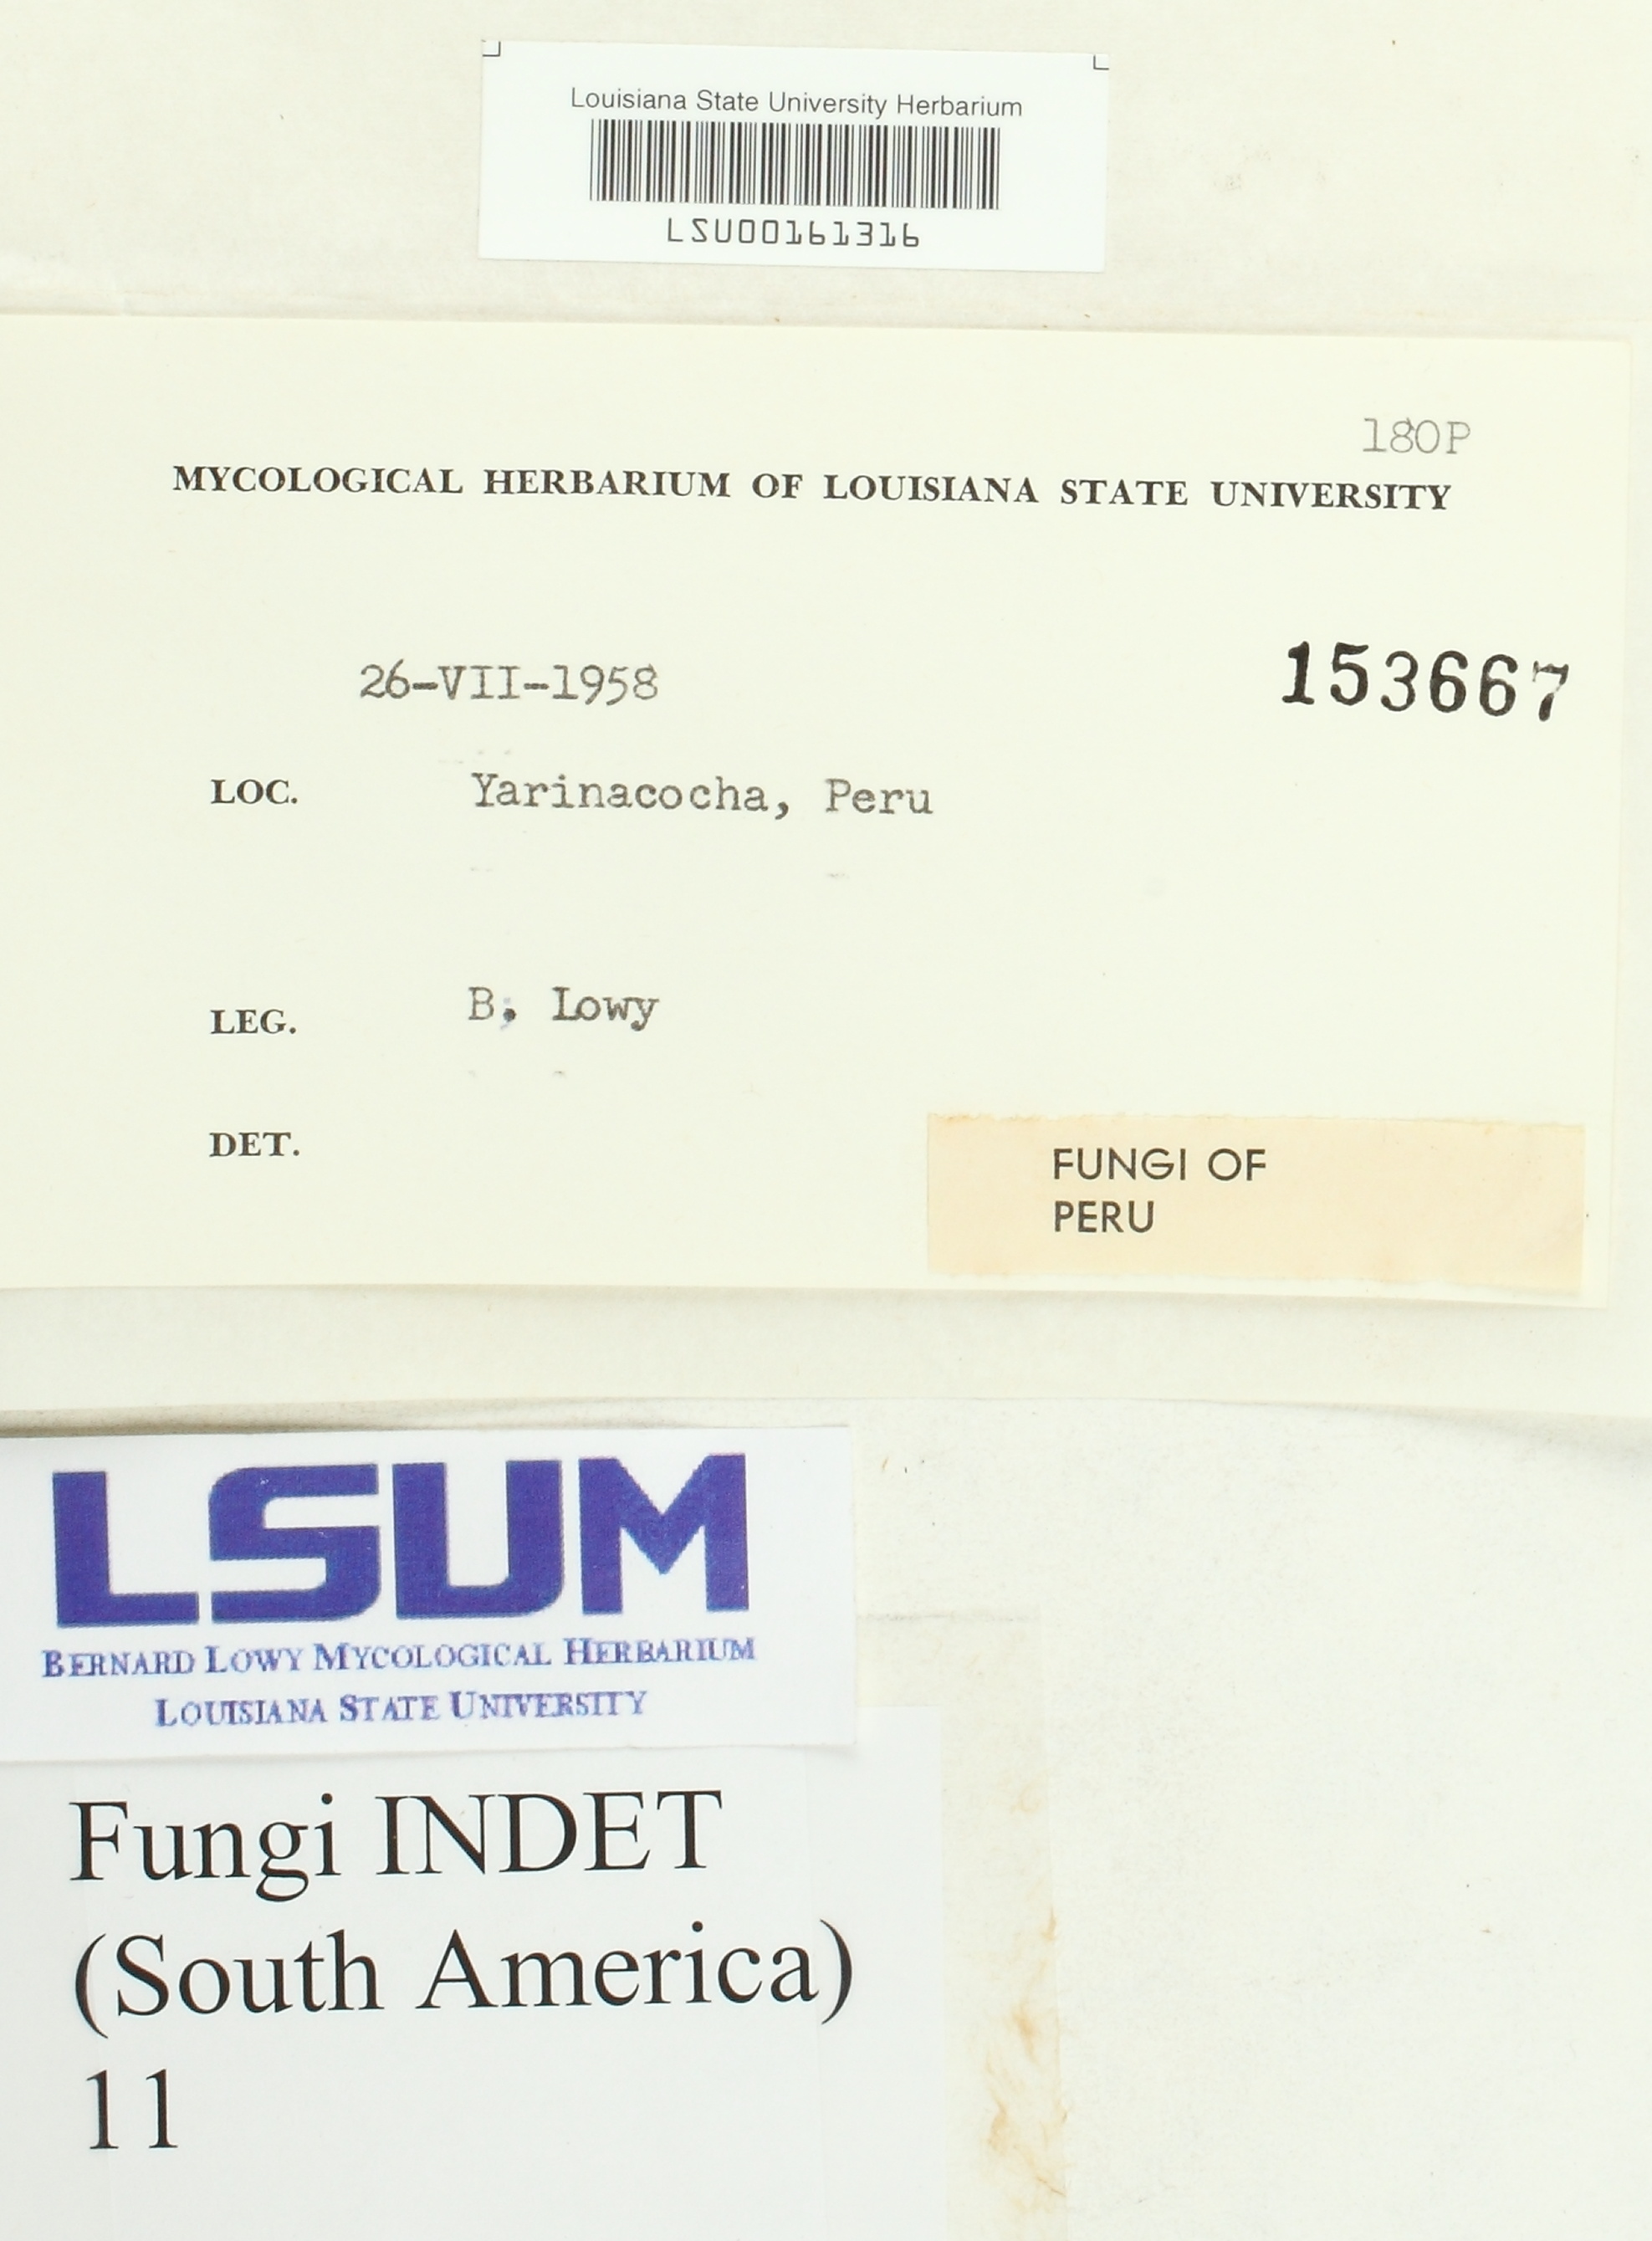 Louisiana State University Herbarium
LSU00161316
180P
MYCOLOGICAL HERBARIUM OF LOUISIANA STATE UNIVERSITY
26-VII-1958
153667
LOC. Yarinacocha, Peru
LEG. B. Lowy
DET.
FUNGI OF
PERU
LSUM
BERNARD LOWY MYCOLOGICAL HERBARIUM
LOUISIANA STATE UNIVERSITY
Fungi INDET
(South America)
11